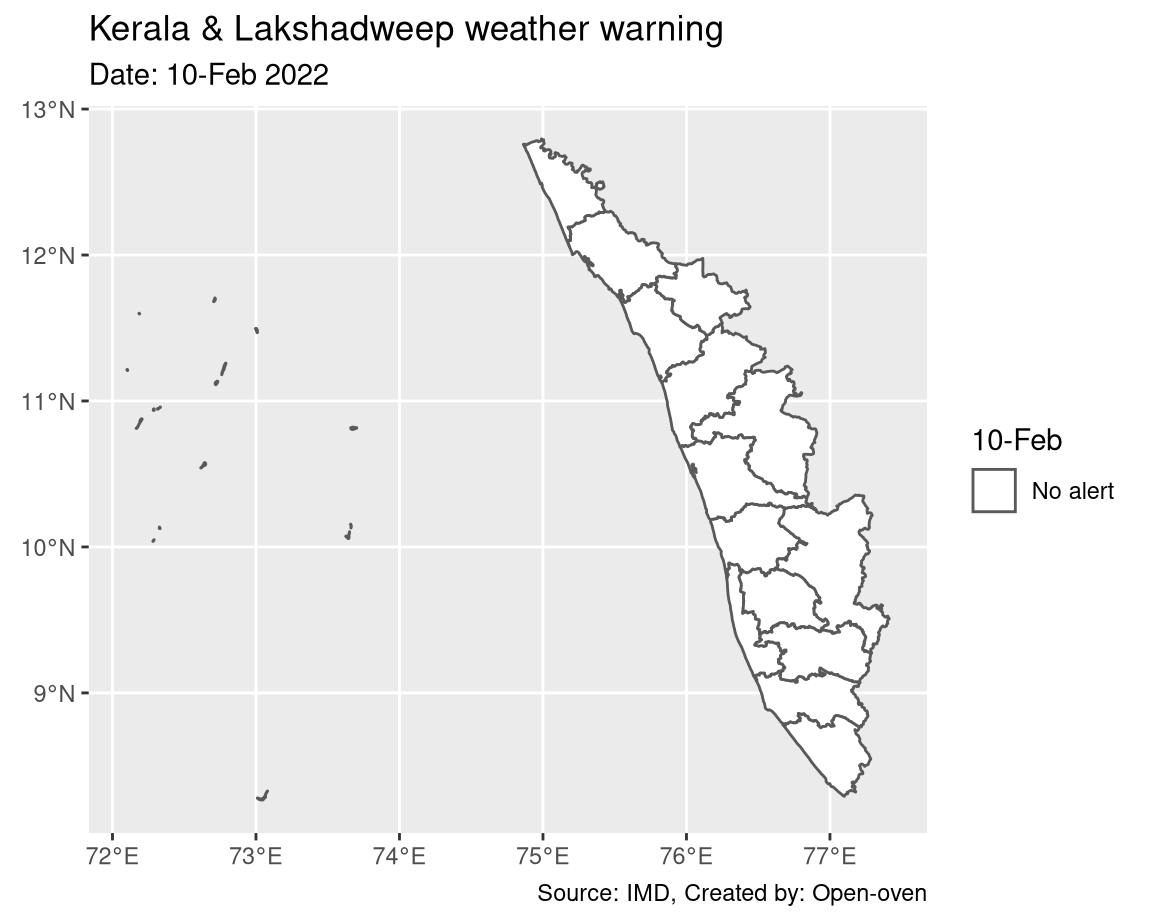 Kerala & Lakshadweep weather warning
Date: 10-Feb 2022
13°N
12°N
11°N
10°N
9°N
72°E 73°E 74°E 75°E 76°E 77°E
10-Feb
No alert
Source: IMD, Created by: Open-oven